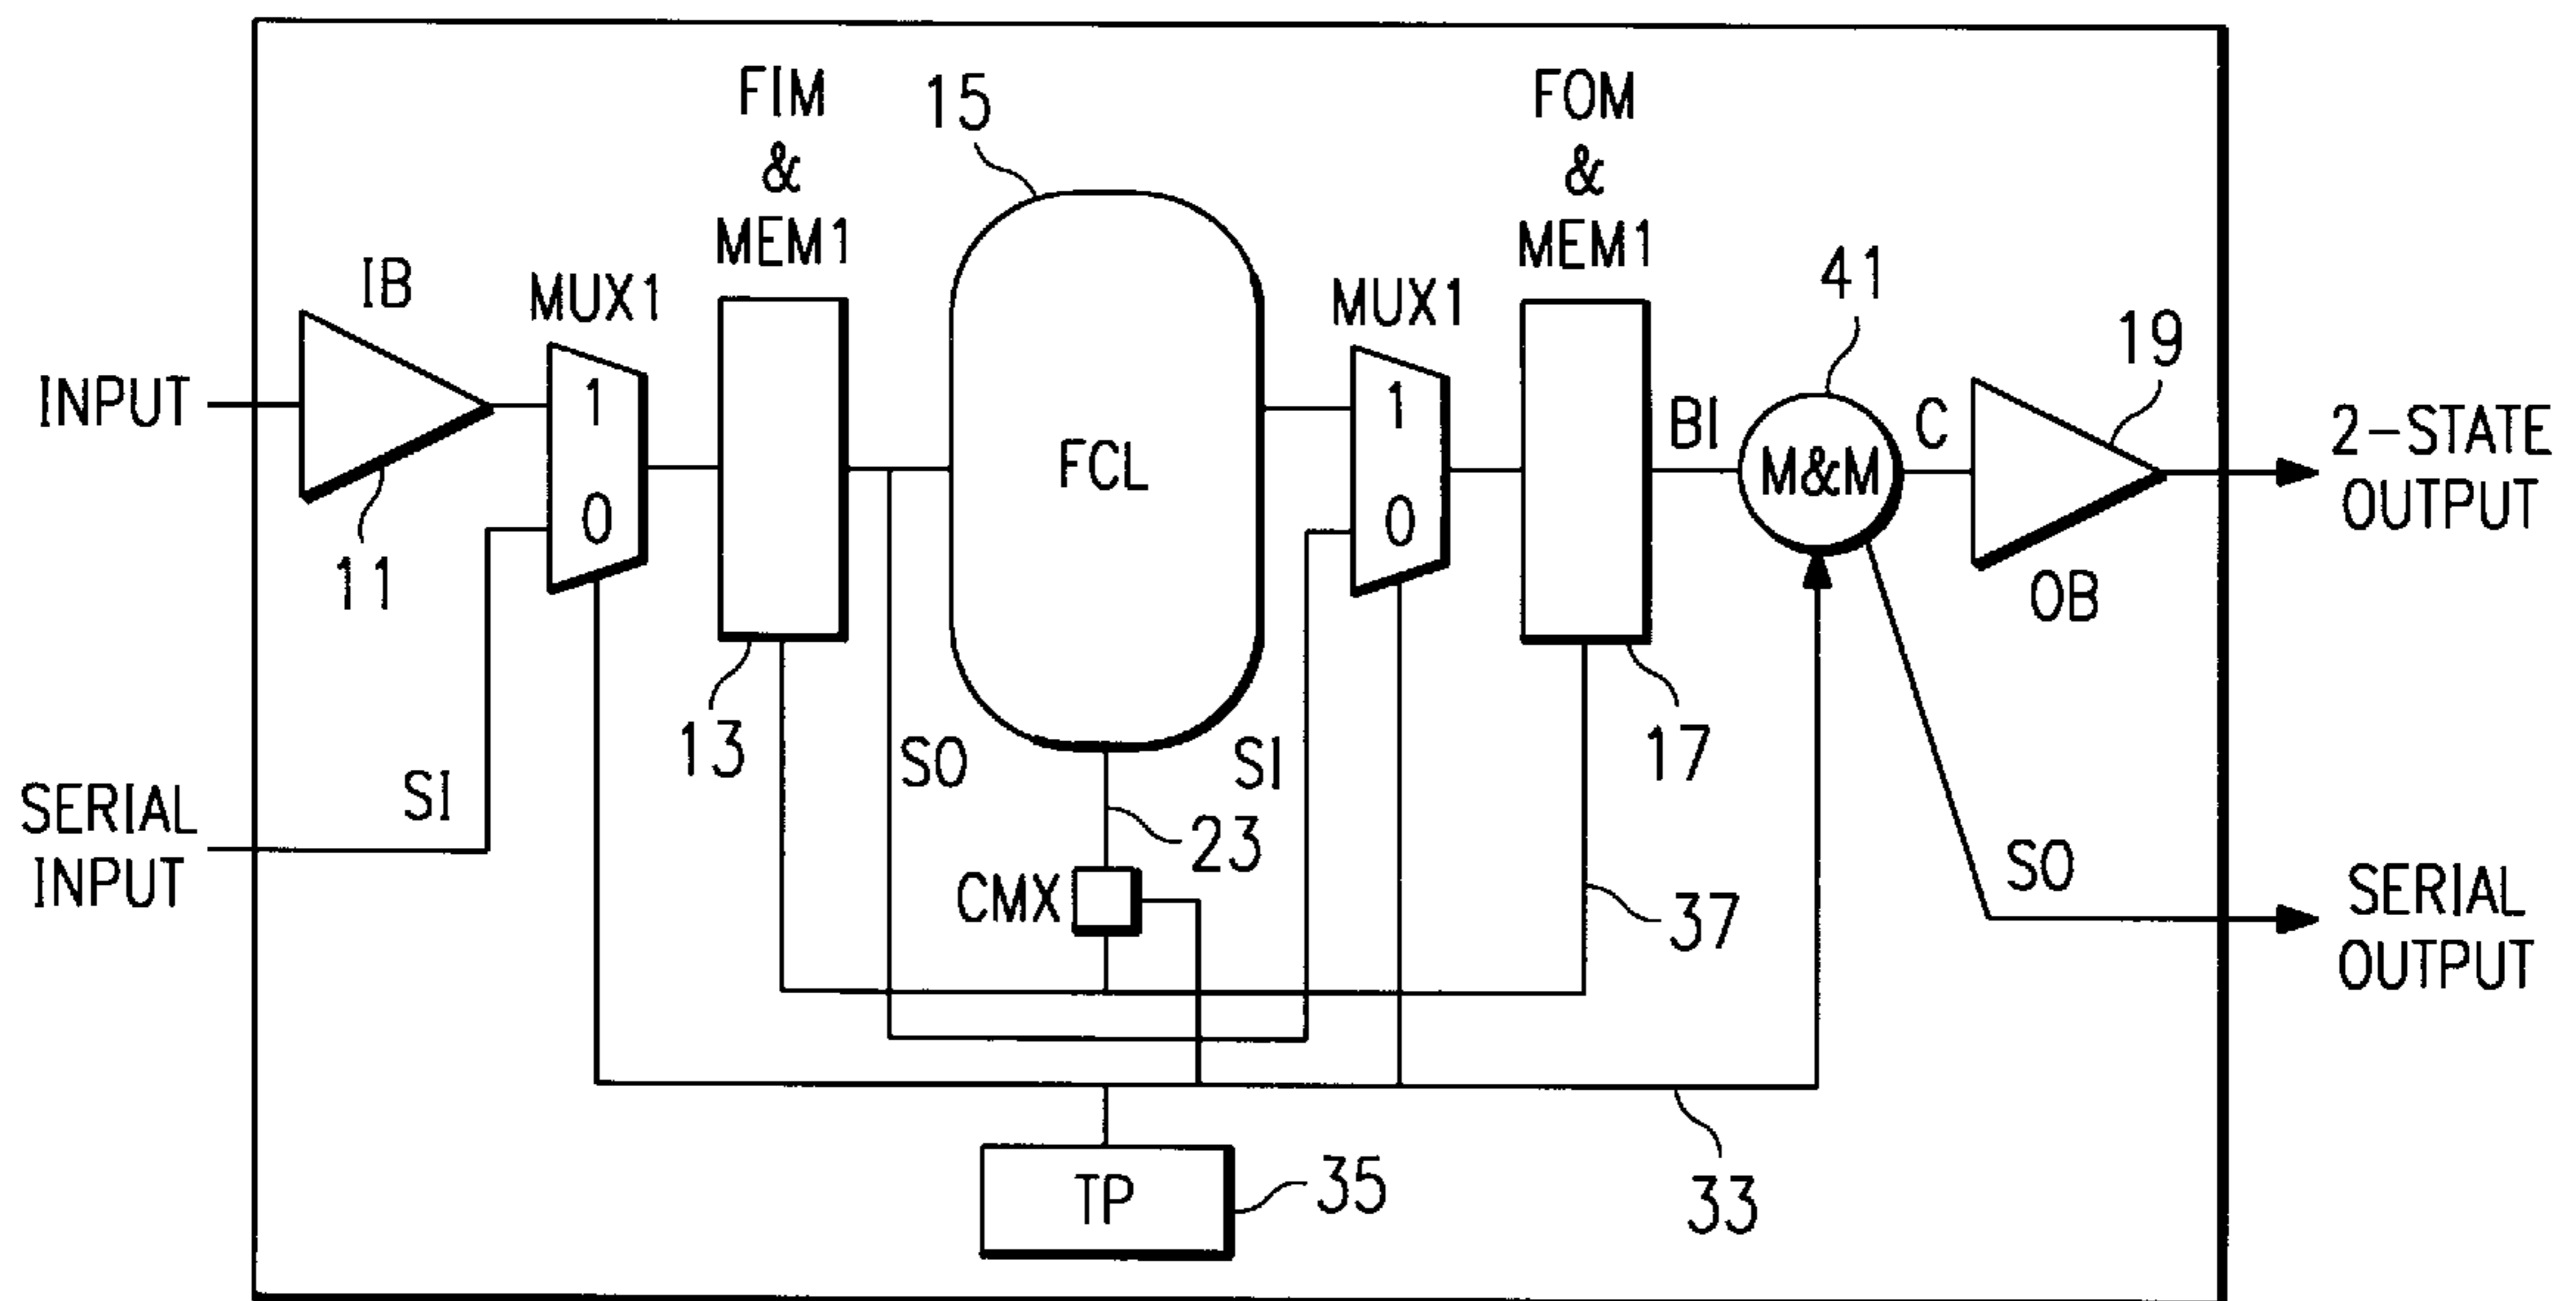 FIM
&
MEM1
15
FOM
&
MEM1
IB
MUX1
MUX1
41
19
INPUT
1
0
FCL
1
0
BI
M&M
C
2-STATE
OUTPUT
11
OB
13
SO
SI
17
SI
SERIAL
INPUT
23
CMX
37
SO
SERIAL
OUTPUT
TP
35
33